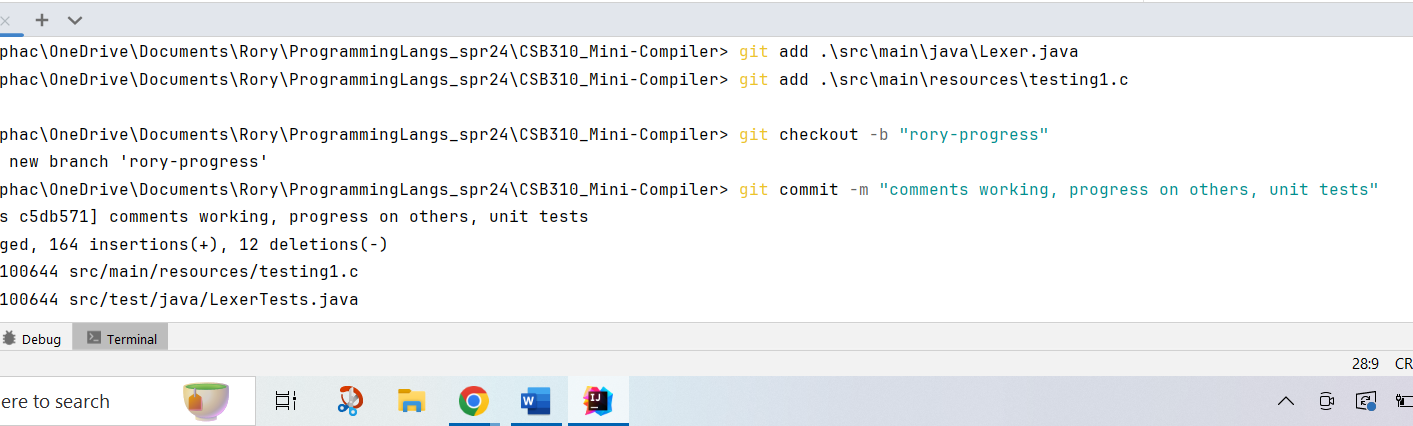 phac\OneDrive\Documents\Rory\ProgrammingLangs_spr24\CSB310_Mini-Compiler> git add .\src\main\java\Lexer.java
phac\OneDrive\Documents\Rory\ProgrammingLangs_spr24\CSB310_Mini-Compiler> git add .\src\main\resources\testing1.c
phac\OneDrive\Documents\Rory\ProgrammingLangs_spr24\CSB310_Mini-Compiler> git checkout -b "rory-progress"
new branch 'rory-progress'
phac\OneDrive\Documents\Rory\ProgrammingLangs_spr24\CSB310_Mini-Compiler> git commit -m "comments working, progress on others, unit tests"
s c5db571] comments working, progress on others, unit tests
ged, 164 insertions(+), 12 deletions(-)
100644 src/main/resources/testing1.c
100644 src/test/java/LexerTests.java
Debug Terminal
28:9 CR
ere to search
W IJ